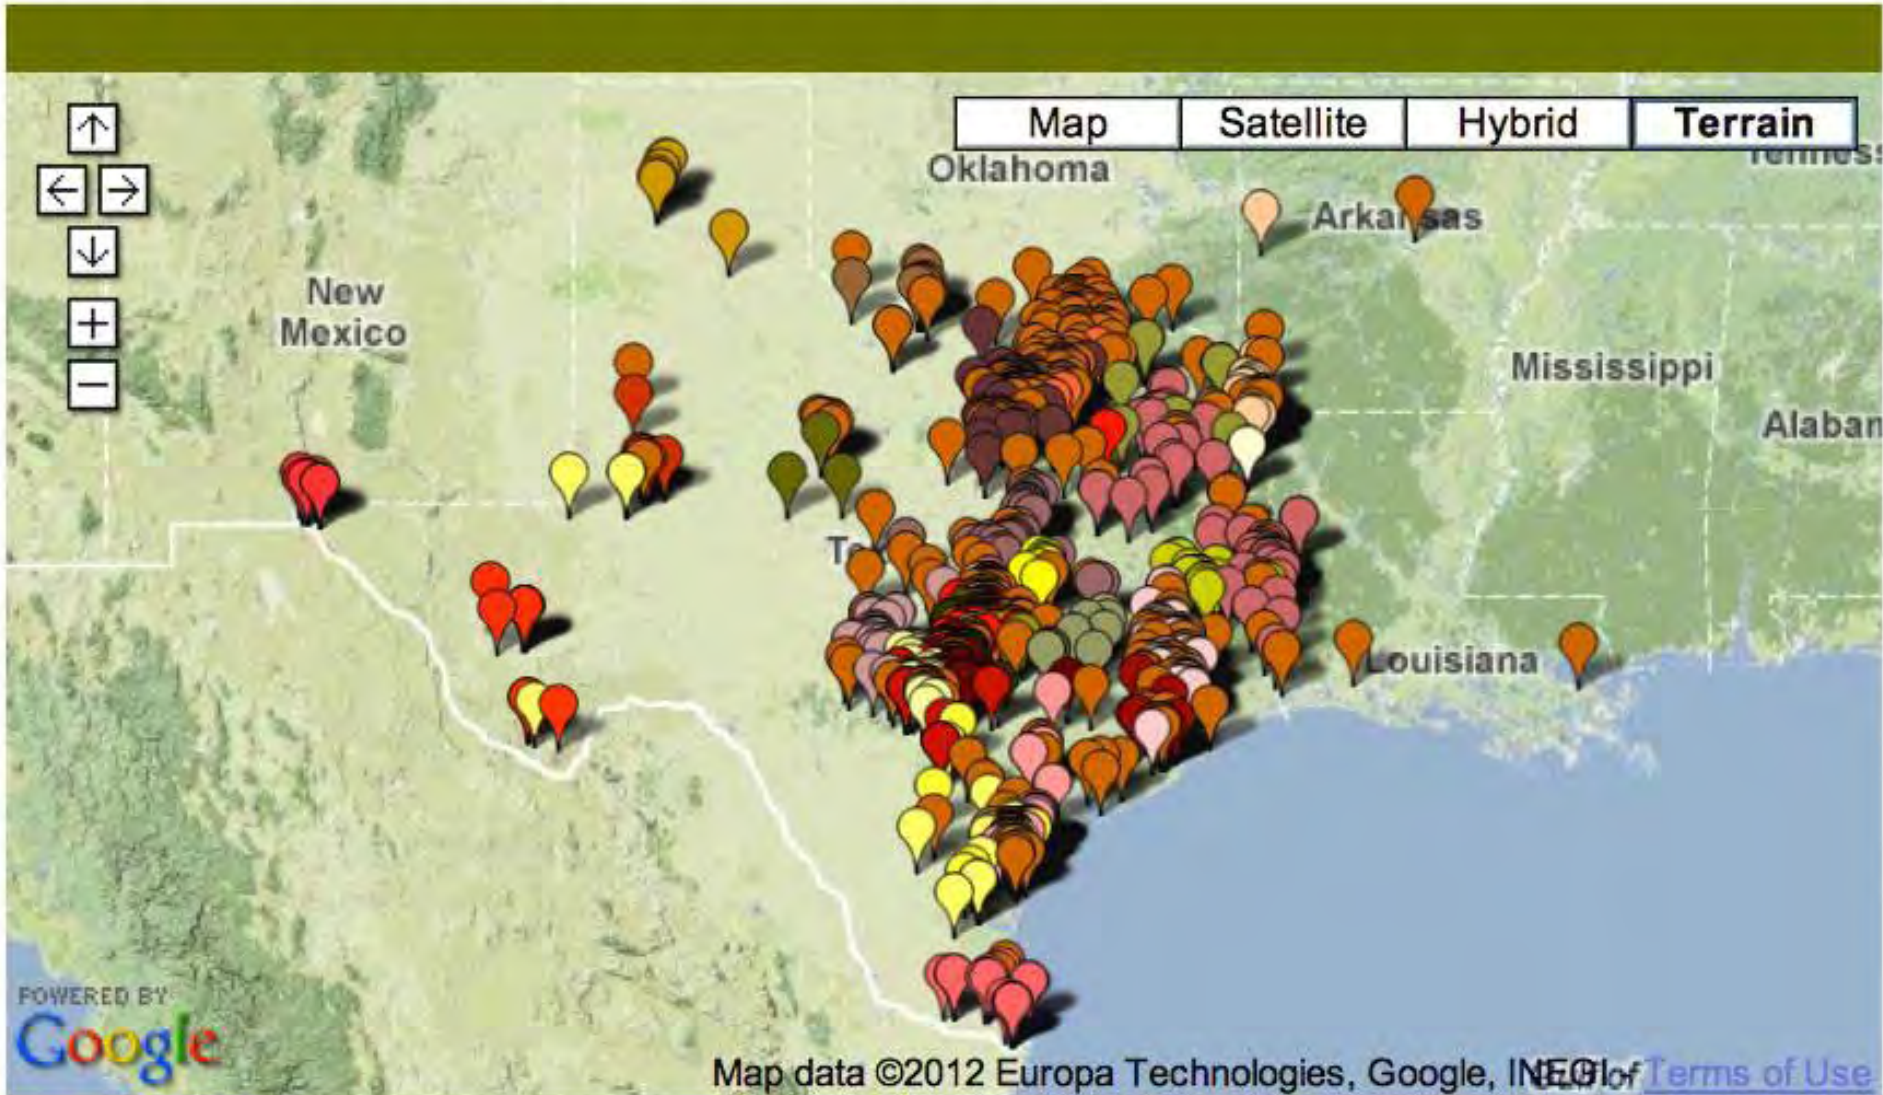 Map Satellite Hybrid Terrain
Oklahoma
Arkansas
New
Mexico
Mississippi
Louisiana
POWERED BY
Google
Map data ©2012 Europa Technologies, Google, INEGI - Terms of Use